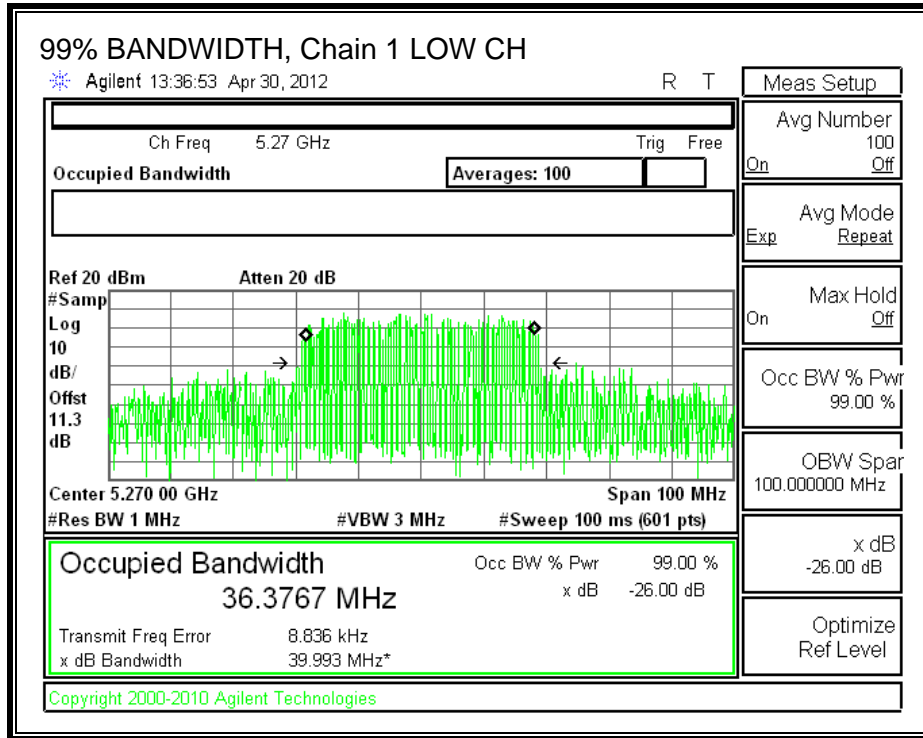 99% BANDWIDTH, Chain 1 LOW CH
Agilent 13:36:53 Apr 30, 2012 R T
Ch Freq 5.27 GHz Trig Free
Occupied Bandwidth Averages: 100
Ref 20 dBm Atten 20 dB
#Samp
Log
10
dB/
Offst
11.3
dB
Center 5.270 00 GHz Span 100 MHz
#Res BW 1 MHz #VBW 3 MHz #Sweep 100 ms (601 pts)
Occupied Bandwidth Occ BW % Pwr 99.00 %
36.3767 MHz x dB -26.00 dB
Transmit Freq Error 8.836 kHz
x dB Bandwidth 39.993 MHz*
Copyright 2000-2010 Agilent Technologies
Meas Setup
Avg Number
100
On Off
Avg Mode
Exp Repeat
Max Hold
On Off
Occ BW % Pwr
99.00 %
OBW Span
100.000000 MHz
x dB
-26.00 dB
Optimize
Ref Level